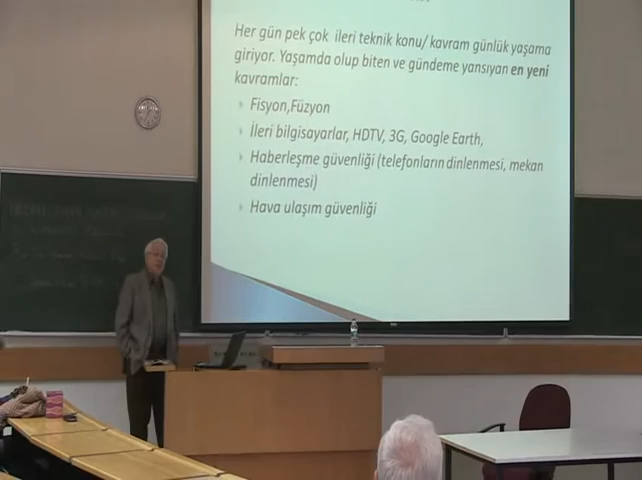 Her gün pek çok ileri teknik konu/ kavram günlük yaşama
giriyor. Yaşamda olup biten ve gündeme yansıyan en yeni
kavramlar:
Fisyon,Füzyon
İleri bilgisayarlar, HDTV, 3G, Google Earth,
Haberleşme güvenliği (telefonların dinlenmesi, mekan
dinlenmesi)
Hava ulaşım güvenliği